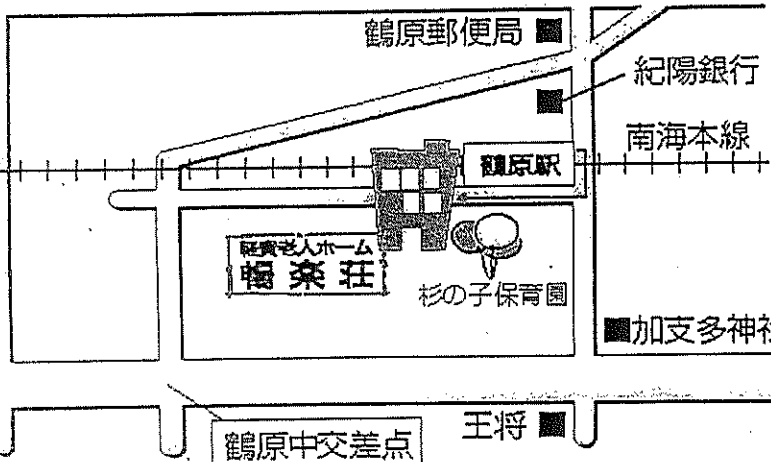 鶴原郵便局
紀陽銀行
南海本線
鶴原駅
軽費老人ホーム
暢楽荘
杉の子保育園
加支多神社
王将
鶴原中交差点